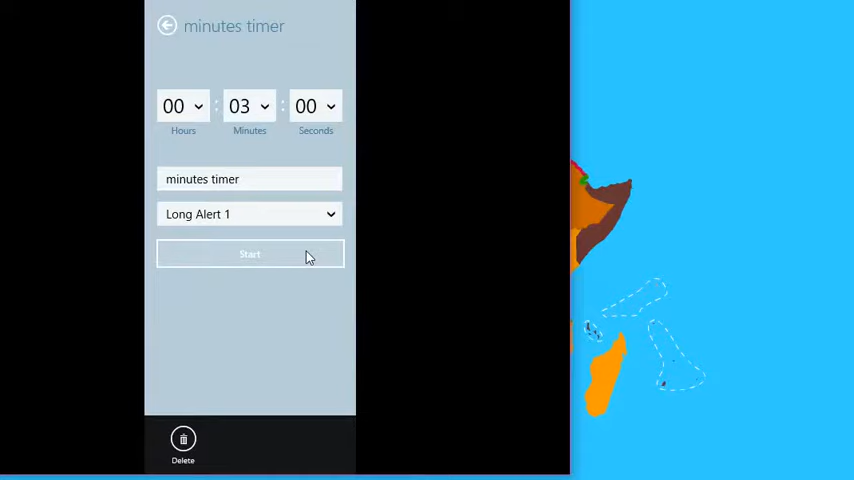 minutes timer
00 : 03 : 00
Hours Minutes Seconds
minutes timer
Long Alert 1
Start
Delete